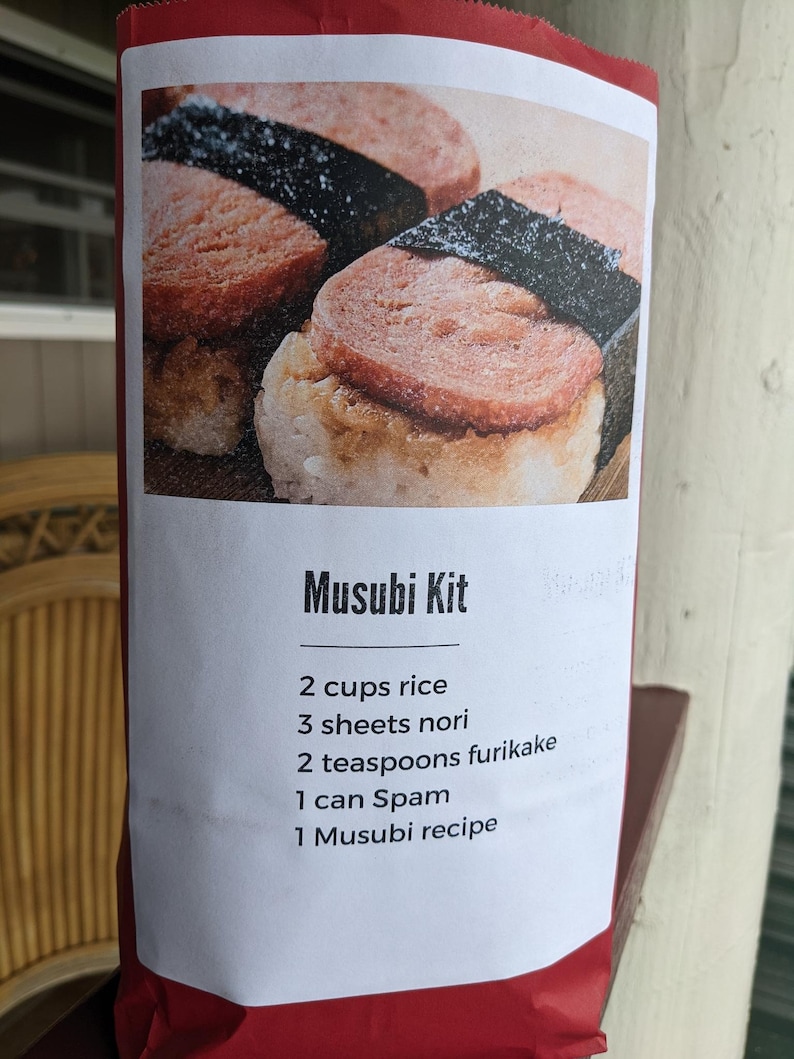 Musubi Kit
2 cups rice
3 sheets nori
2 teaspoons furikake
1 can Spam
1 Musubi recipe